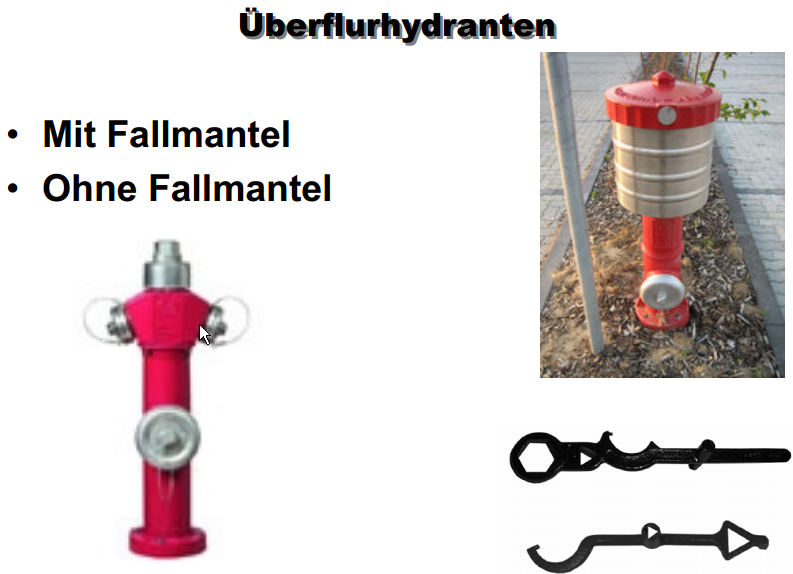 Überflurhydranten
• Mit Fallmantel
• Ohne Fallmantel